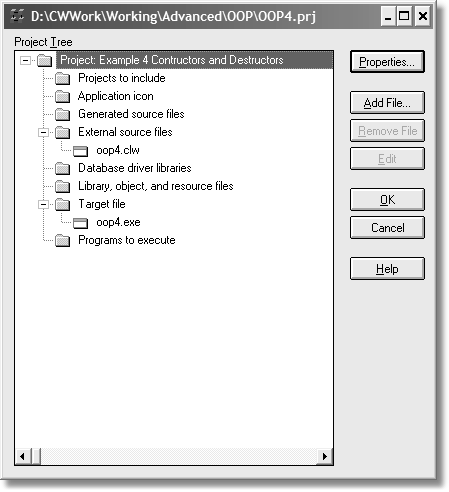 D:\CWWork\Working\Advanced\OOP\OOP4.prj
Project Tree
Project: Example 4 Contructors and Destructors
Properties...
Projects to include
Application icon
Add File...
Generated source files
External source files
Remove File
oop4.clw
Edit
Database driver libraries
Library, object, and resource files
Target file
OK
oop4.exe
Cancel
Programs to execute
Help